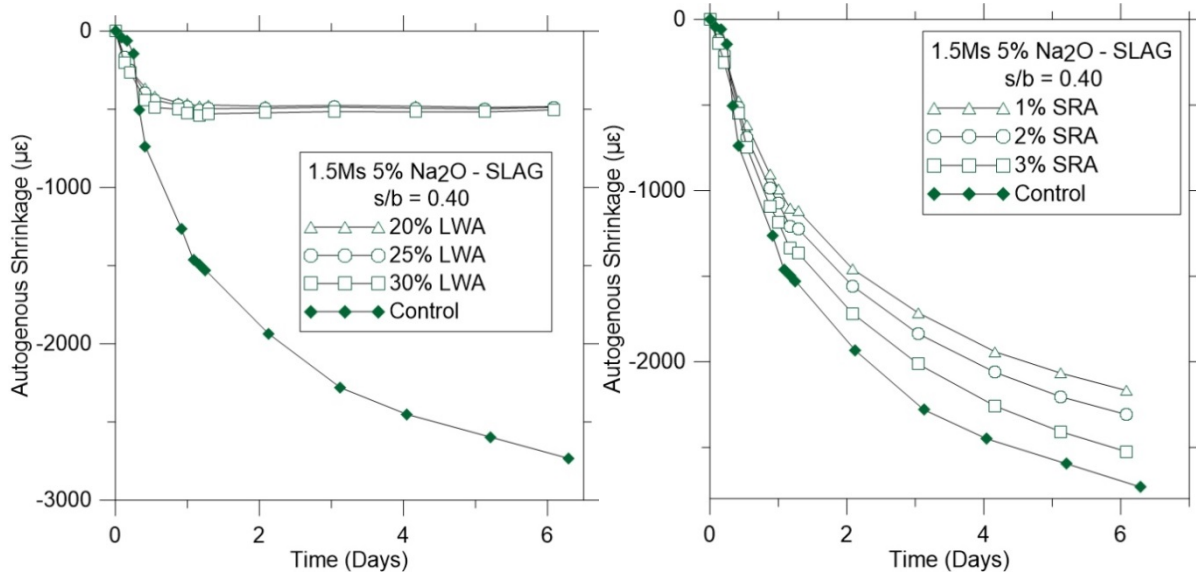 0
-1000
-2000
-3000
Autogenous Shrinkage (με)
1.5Ms 5% Na2O - SLAG
s/b = 0.40
20% LWA
25% LWA
30% LWA
Control
0 2 4 6
Time (Days)
0
-1000
-2000
Autogenous Shrinkage (με)
1.5Ms 5% Na2O - SLAG
s/b = 0.40
1% SRA
2% SRA
3% SRA
Control
0 2 4 6
Time (Days)